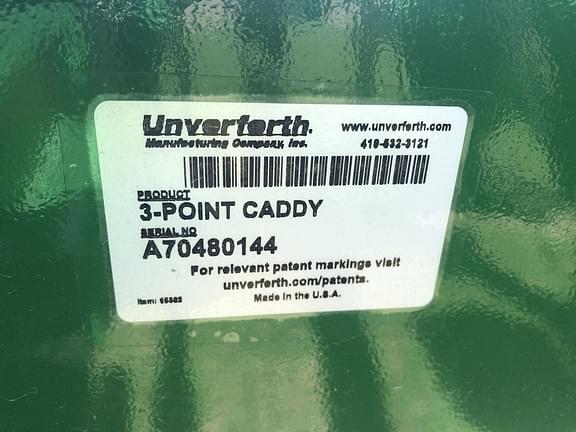 Unverferth.
Manufacturing Company, Inc.
www.unverferth.com
419-532-3121
PRODUCT
3-POINT CADDY
SERIAL NO
A70480144
For relevant patent markings visit
unverferth.com/patents.
Made in the U.S.A.
Item: